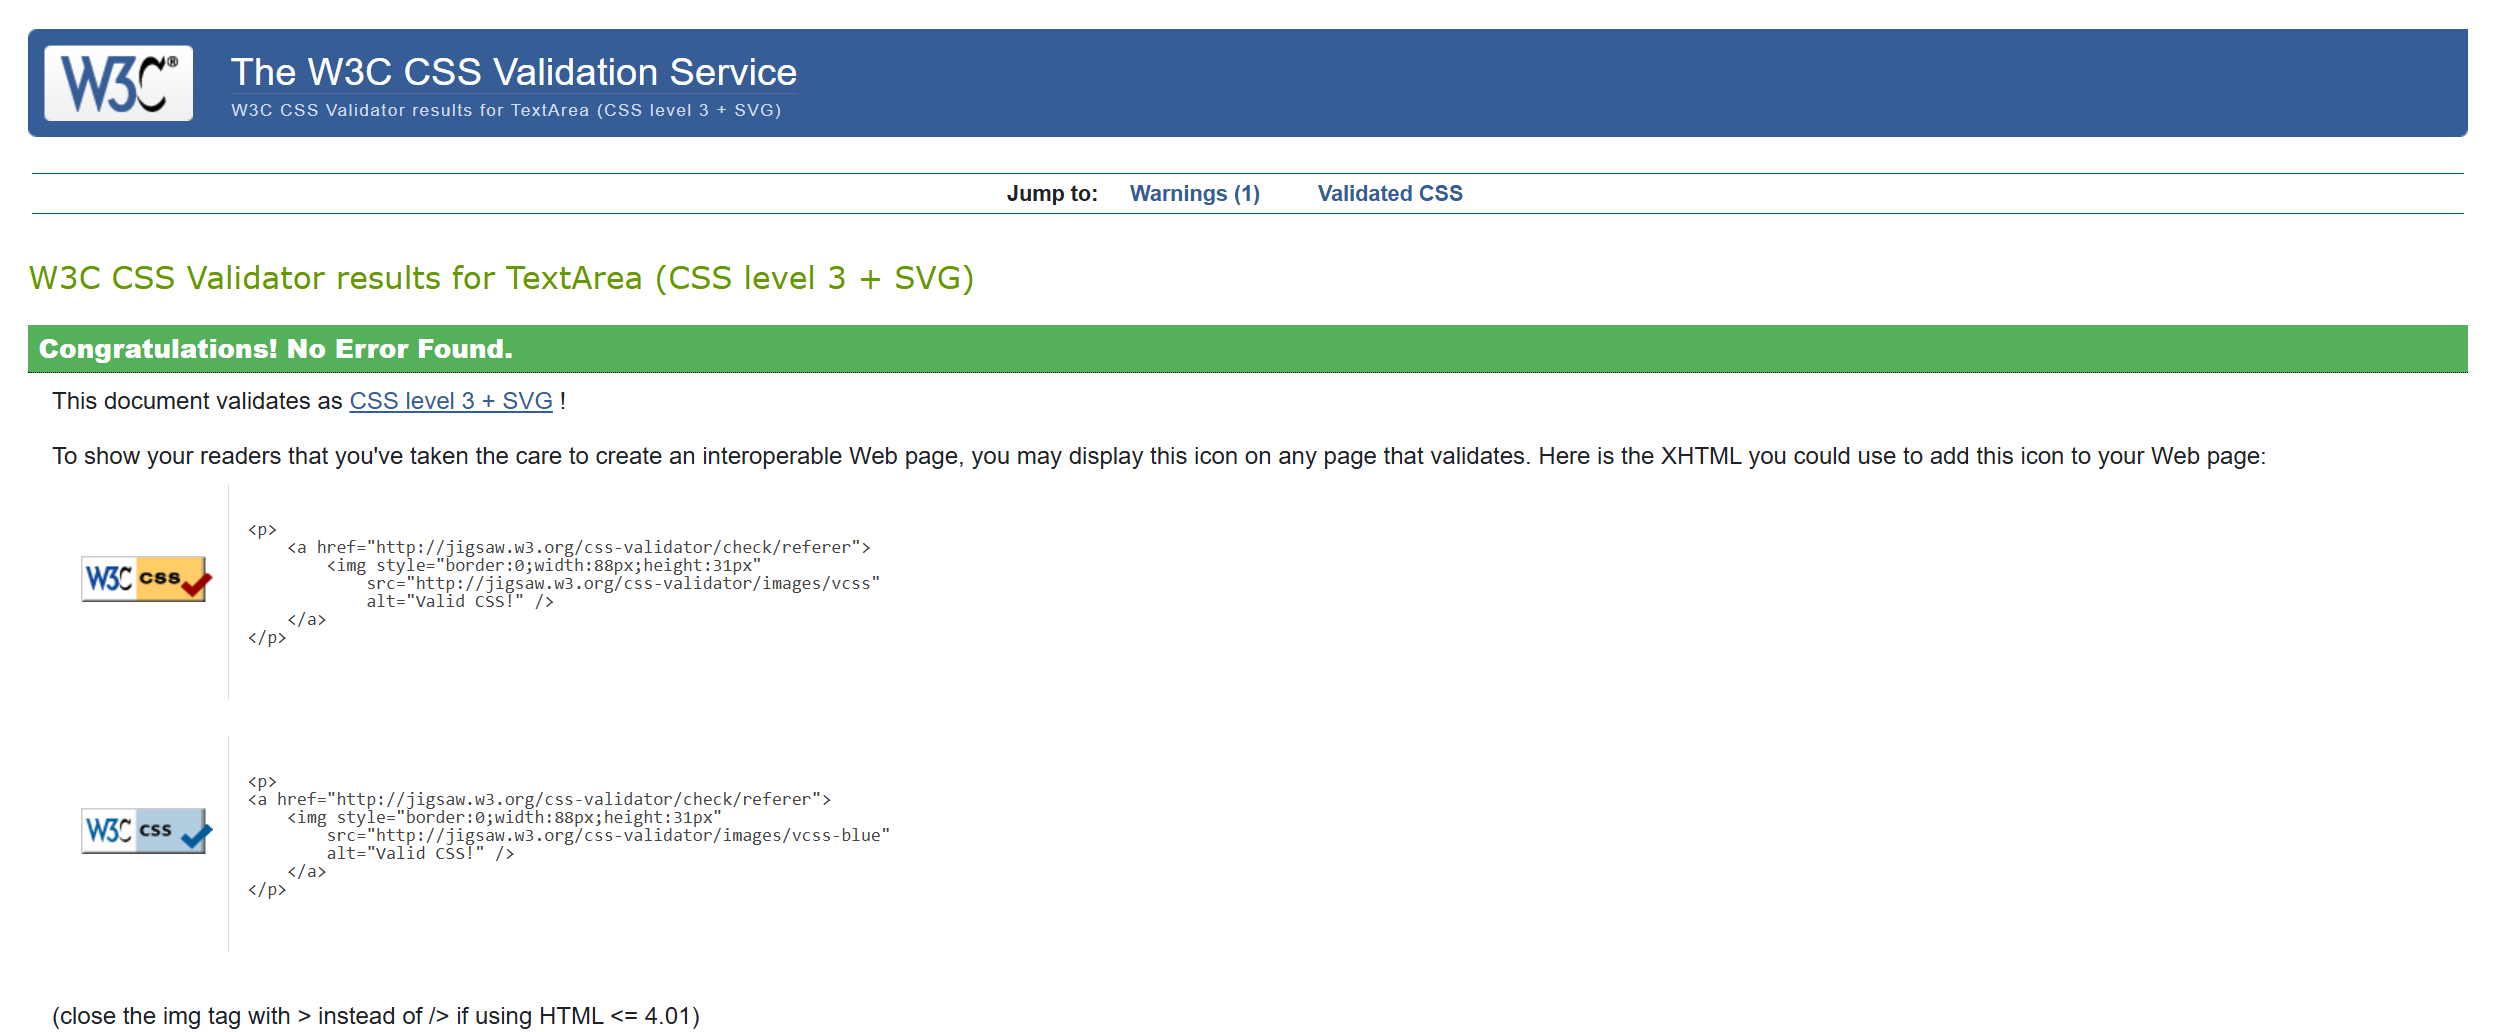 W3C®
The W3C CSS Validation Service
W3C CSS Validator results for TextArea (CSS level 3 + SVG)
Jump to: Warnings (1) Validated CSS
W3C CSS Validator results for TextArea (CSS level 3 + SVG)
Congratulations! No Error Found.
This document validates as CSS level 3 + SVG !
To show your readers that you've taken the care to create an interoperable Web page, you may display this icon on any page that validates. Here is the XHTML you could use to add this icon to your Web page:
W3C css
<p>
    <a href="http://jigsaw.w3.org/css-validator/check/referer">
        <img style="border:0;width:88px;height:31px"
            src="http://jigsaw.w3.org/css-validator/images/vcss"
            alt="Valid CSS!" />
    </a>
</p>
W3C css
<p>
<a href="http://jigsaw.w3.org/css-validator/check/referer">
    <img style="border:0;width:88px;height:31px"
        src="http://jigsaw.w3.org/css-validator/images/vcss-blue"
        alt="Valid CSS!" />
    </a>
</p>
(close the img tag with > instead of /> if using HTML <= 4.01)